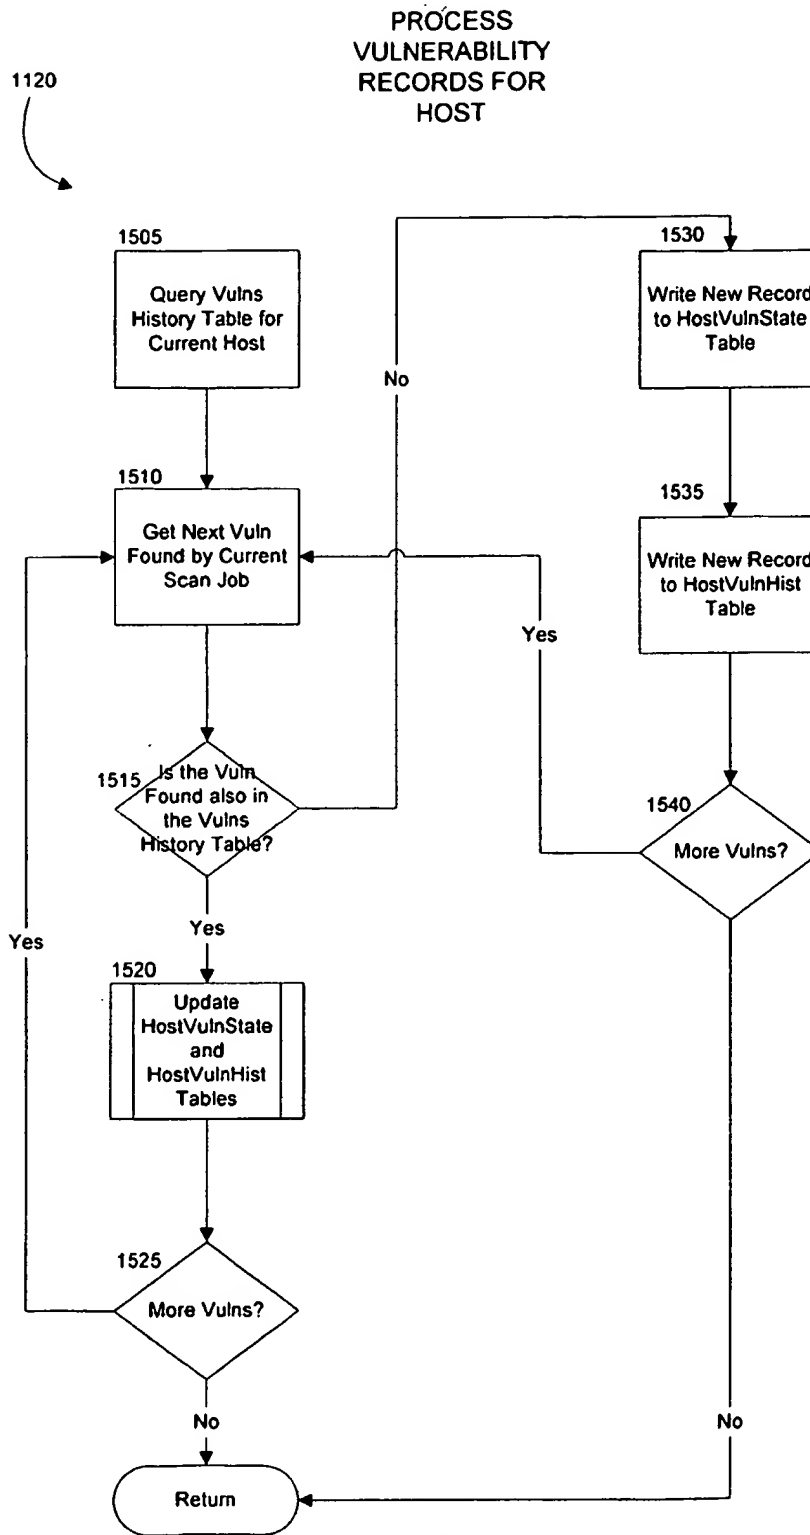 PROCESS
VULNERABILITY
RECORDS FOR
HOST
1120
1505
Query Vulns
History Table for
Current Host
1510
Get Next Vuln
Found by Current
Scan Job
1515
Is the Vuln
Found also in
the Vulns
History Table?
No
Yes
1520
Update
HostVulnState
and
HostVulnHist
Tables
1525
More Vulns?
Yes
No
Return
1530
Write New Record
to HostVulnState
Table
1535
Write New Record
to HostVulnHist
Table
1540
More Vulns?
Yes
No